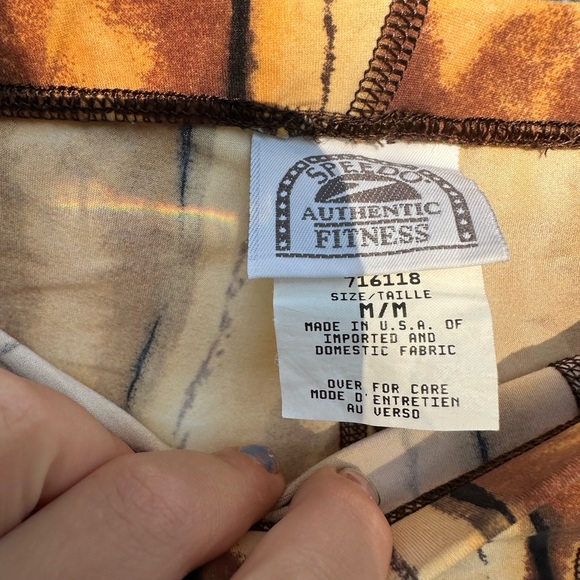 SPEEDO
AUTHENTIC
FITNESS
716118
SIZE/TAILLE
M/M
MADE IN U.S.A. OF
IMPORTED AND
DOMESTIC FABRIC
OVER FOR CARE
MODE D'ENTRETIEN
AU VERSO